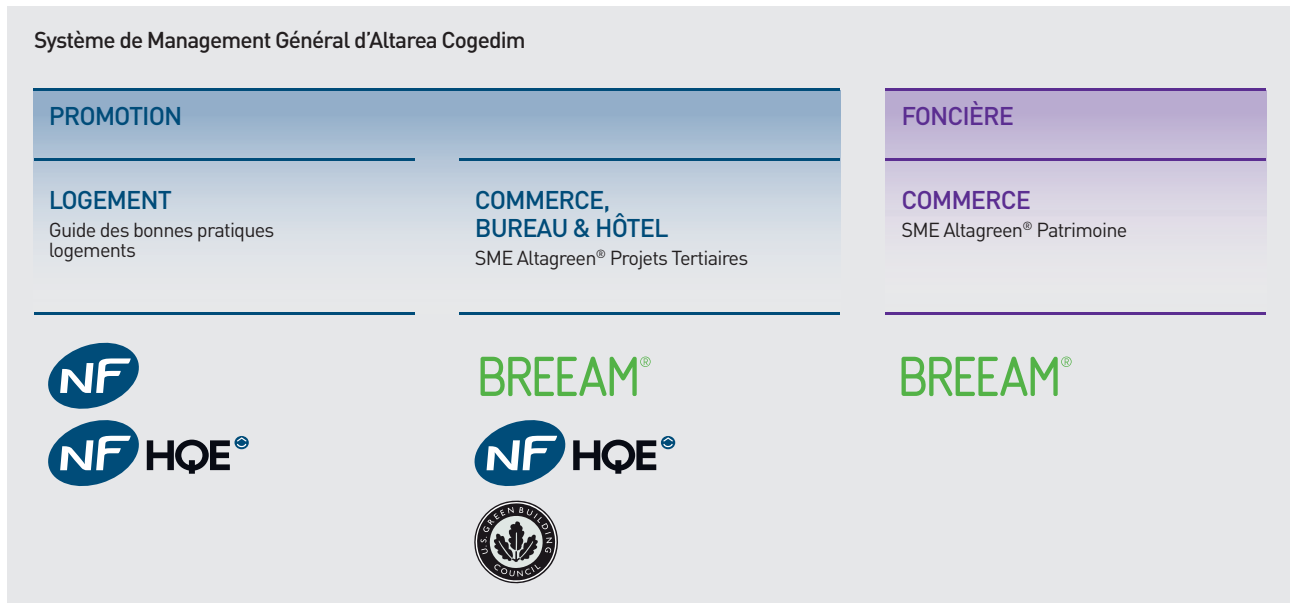 Système de Management Général d’Altarea Cogedim
PROMOTION
LOGEMENT
Guide des bonnes pratiques
logements
COMMERCE,
BUREAU & HÔTEL
SME Altagreen® Projets Tertiaires
FONCIÈRE
COMMERCE
SME Altagreen® Patrimoine
NF
NF HQE
BREEAM®
NF HQE
U.S. GREEN BUILDING COUNCIL
BREEAM®